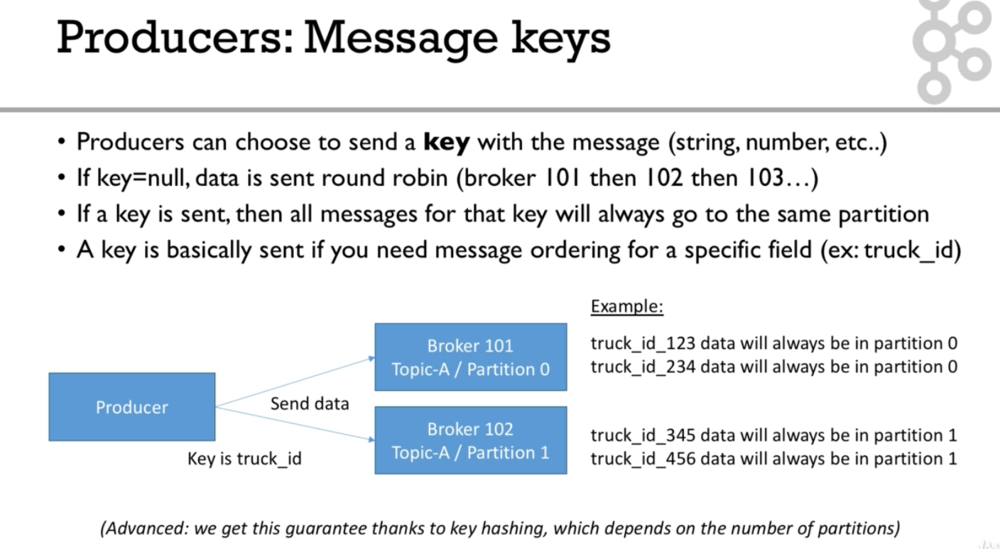 Producers: Message keys
• Producers can choose to send a key with the message (string, number, etc..)
• If key=null, data is sent round robin (broker 101 then 102 then 103...)
• If a key is sent, then all messages for that key will always go to the same partition
• A key is basically sent if you need message ordering for a specific field (ex: truck_id)
Producer
Send data
Key is truck_id
Broker 101
Topic-A / Partition 0
Broker 102
Topic-A / Partition 1
Example:
truck_id_123 data will always be in partition 0
truck_id_234 data will always be in partition 0
truck_id_345 data will always be in partition 1
truck_id_456 data will always be in partition 1
(Advanced: we get this guarantee thanks to key hashing, which depends on the number of partitions)